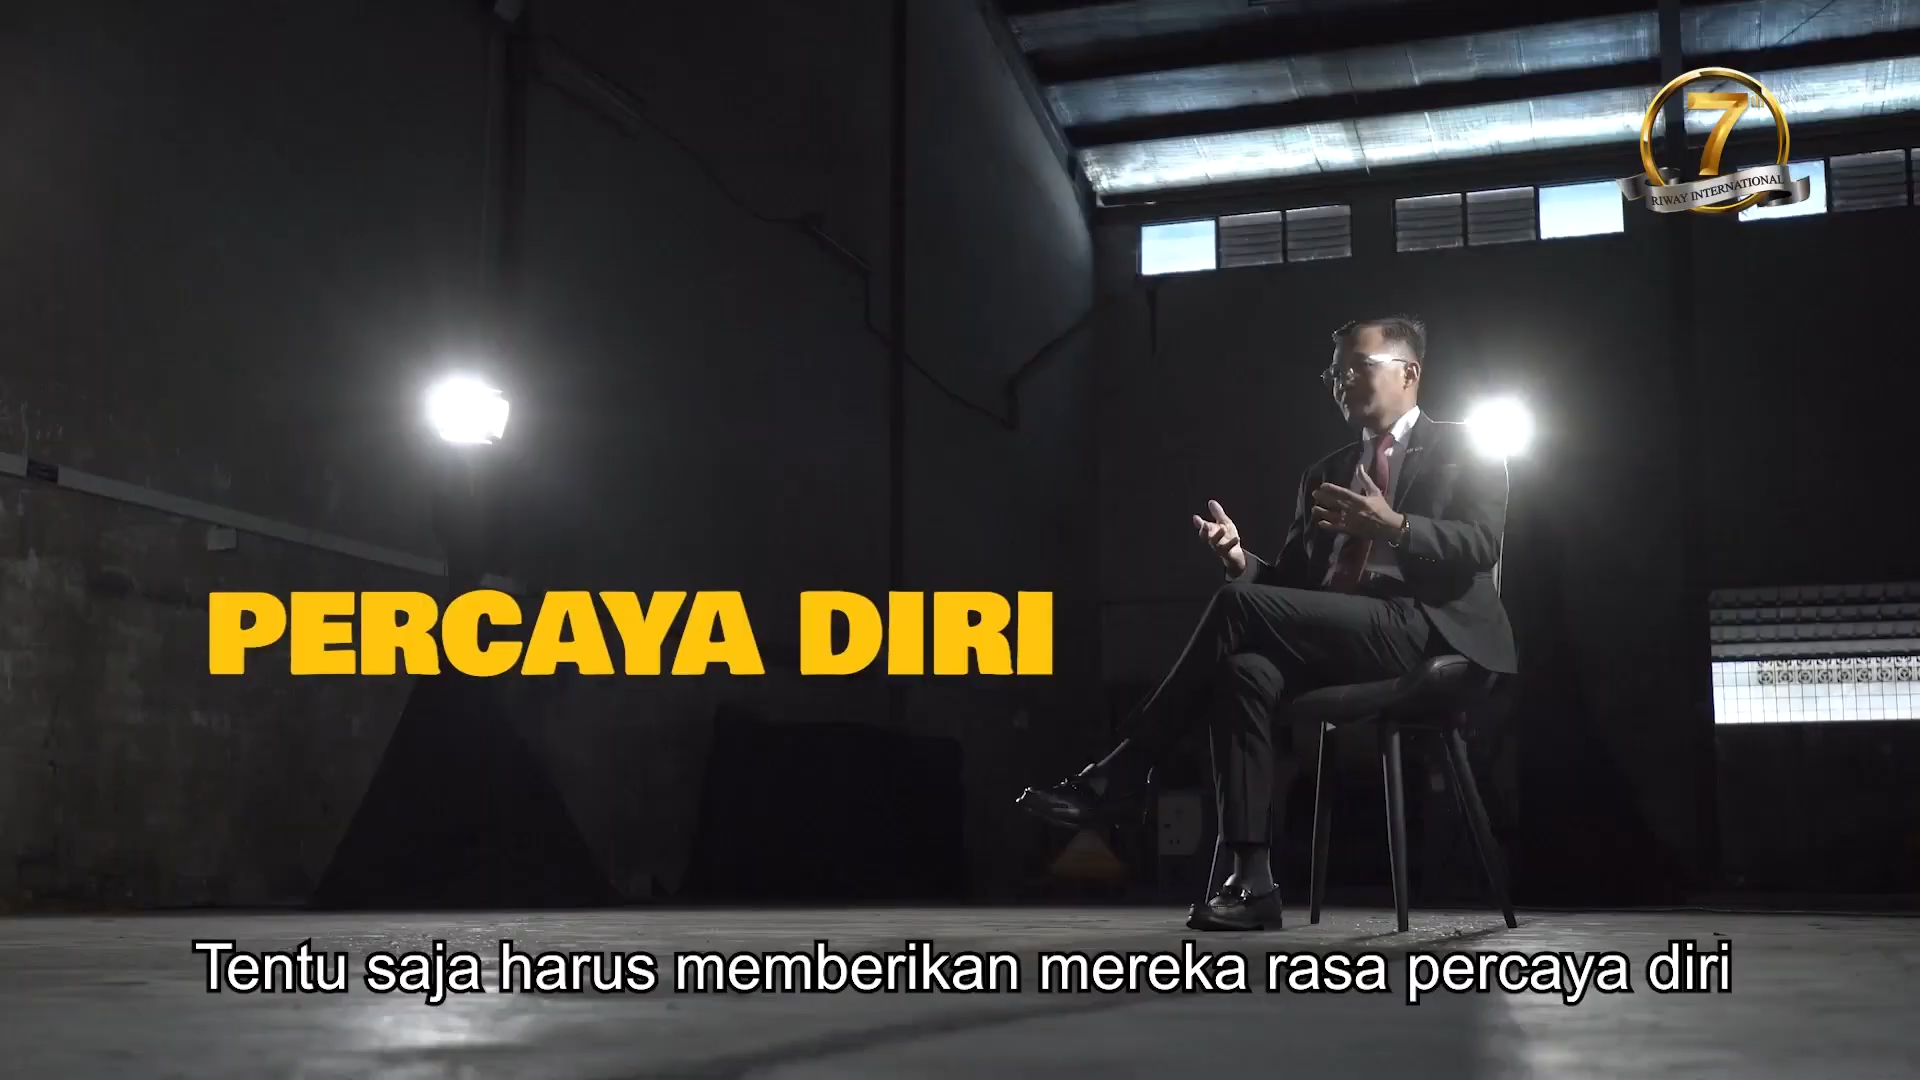 7th
RIWAY INTERNATIONAL
PERCAYA DIRI
Tentu saja harus memberikan mereka rasa percaya diri